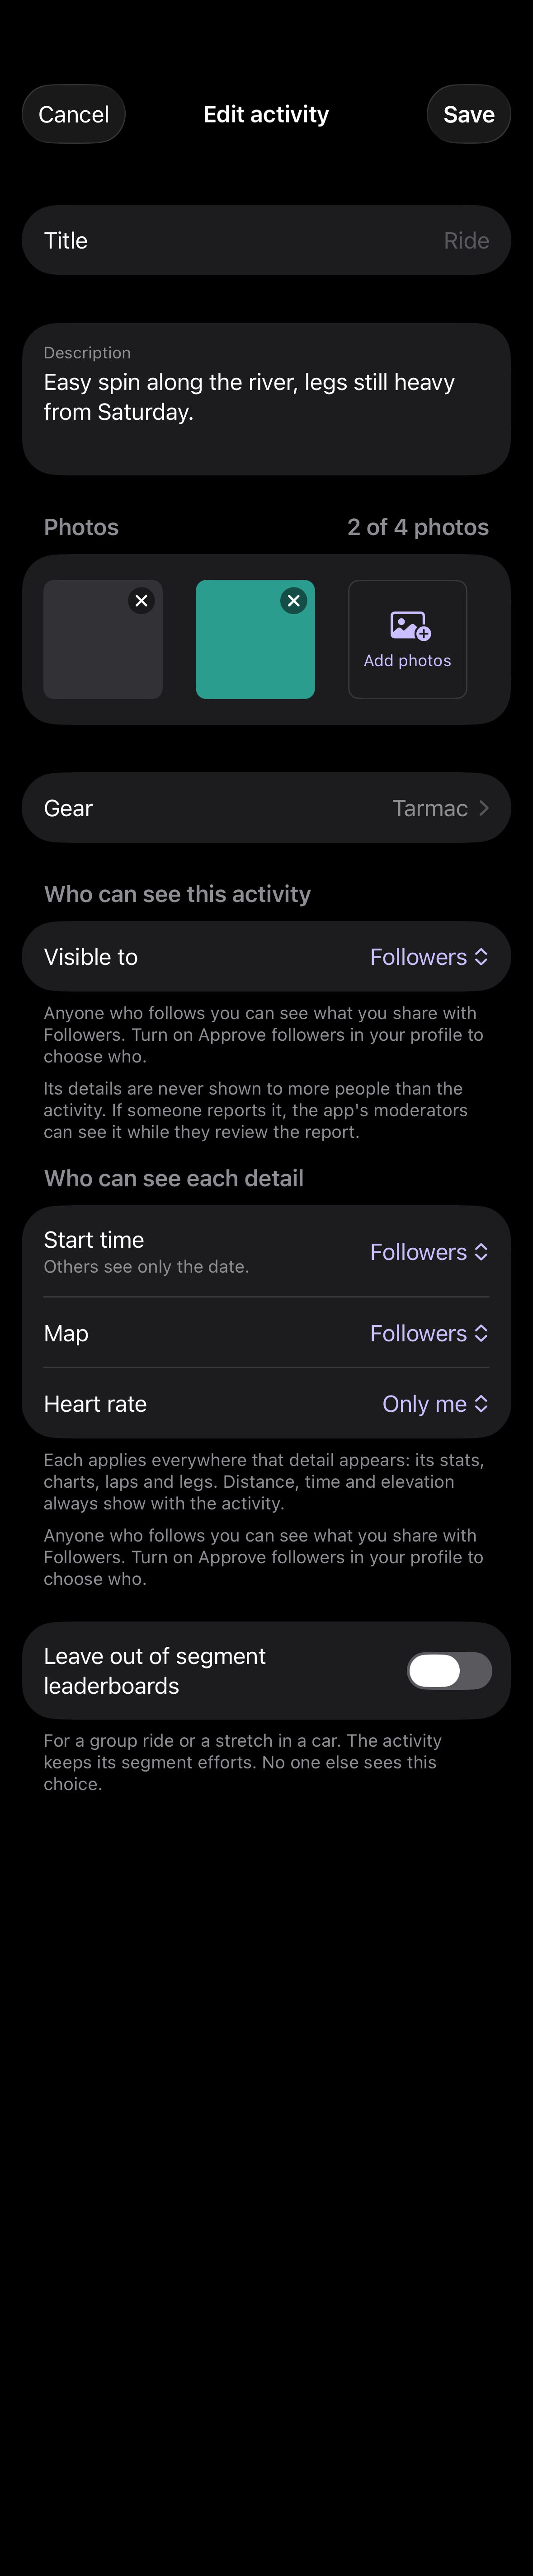 Cancel
Edit activity
Save
Title
Ride
Description
Easy spin along the river, legs still heavy
from Saturday.
Photos
2 of 4 photos
Add photos
Gear
Tarmac
Who can see this activity
Visible to
Followers
Anyone who follows you can see what you share with
Followers. Turn on Approve followers in your profile to
choose who.
Its details are never shown to more people than the
activity. If someone reports it, the app's moderators
can see it while they review the report.
Who can see each detail
Start time
Others see only the date.
Followers
Map
Followers
Heart rate
Only me
Each applies everywhere that detail appears: its stats,
charts, laps and legs. Distance, time and elevation
always show with the activity.
Anyone who follows you can see what you share with
Followers. Turn on Approve followers in your profile to
choose who.
Leave out of segment
leaderboards
For a group ride or a stretch in a car. The activity
keeps its segment efforts. No one else sees this
choice.